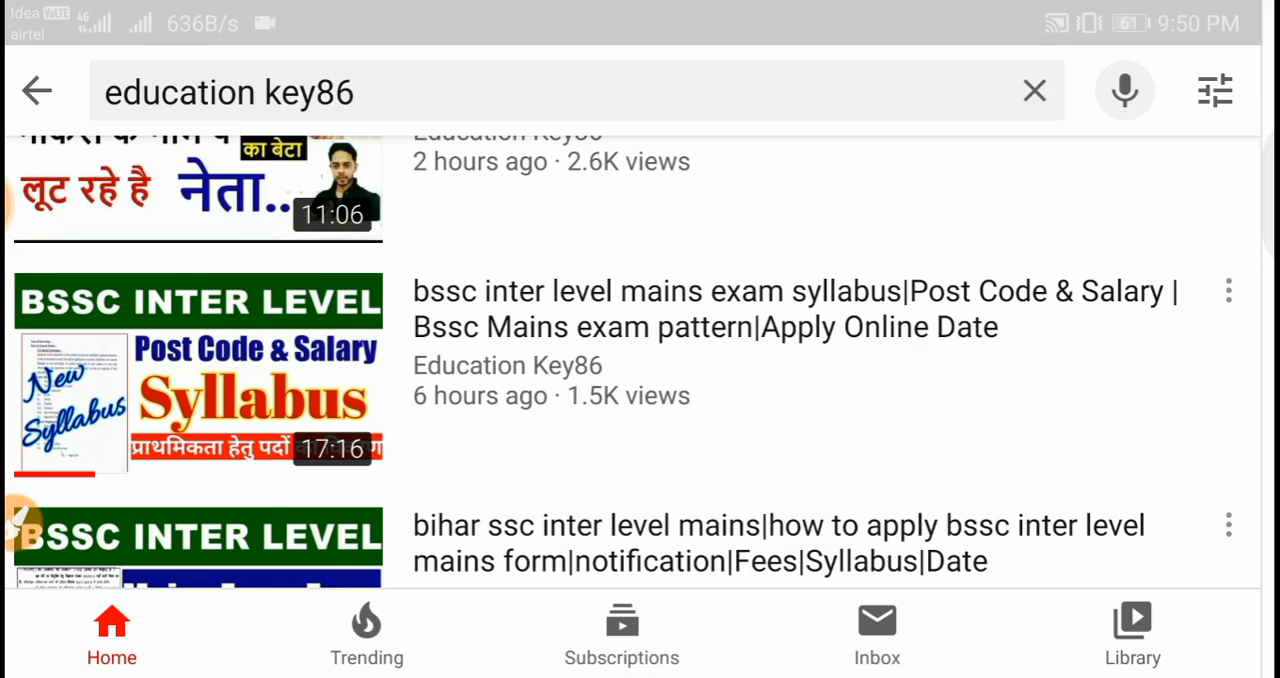 Idea VoLTE 4G 636B/s 61 9:50 PM
airtel
education key86
का बेटा
लूट रहे है नेता..
11:06
Education Key86
2 hours ago · 2.6K views
BSSC INTER LEVEL
Post Code & Salary
New Syllabus
Syllabus
प्राथमिकता हेतु पदों
17:16
bssc inter level mains exam syllabus|Post Code & Salary |
Bssc Mains exam pattern|Apply Online Date
Education Key86
6 hours ago · 1.5K views
BSSC INTER LEVEL
bihar ssc inter level mains|how to apply bssc inter level
mains form|notification|Fees|Syllabus|Date
Home
Trending
Subscriptions
Inbox
Library